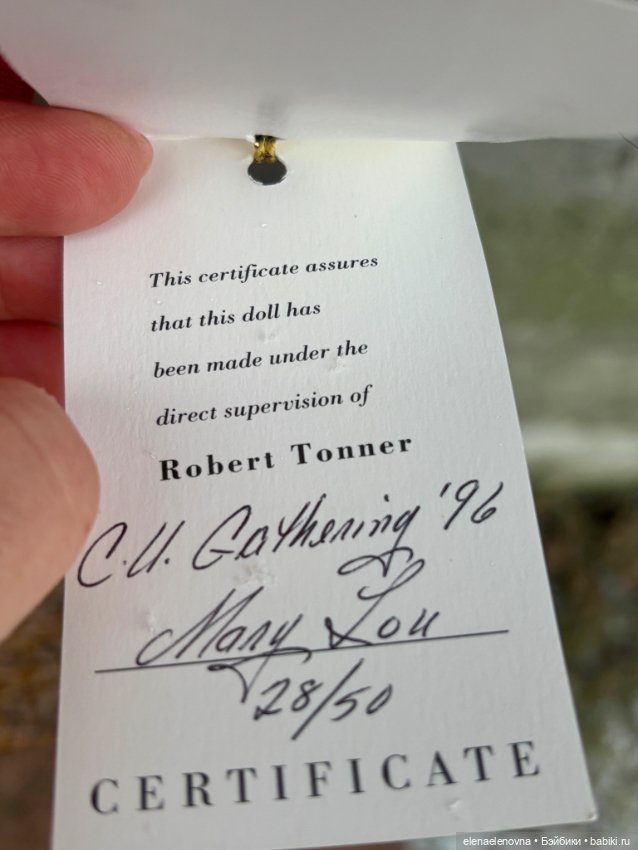 This certificate assures
that this doll has
been made under the
direct supervision of
Robert Tonner
C.U. Gathering '96
Mary Lou
28/50
CERTIFICATE
elenaelenovna • Бэйбики • babiki.ru